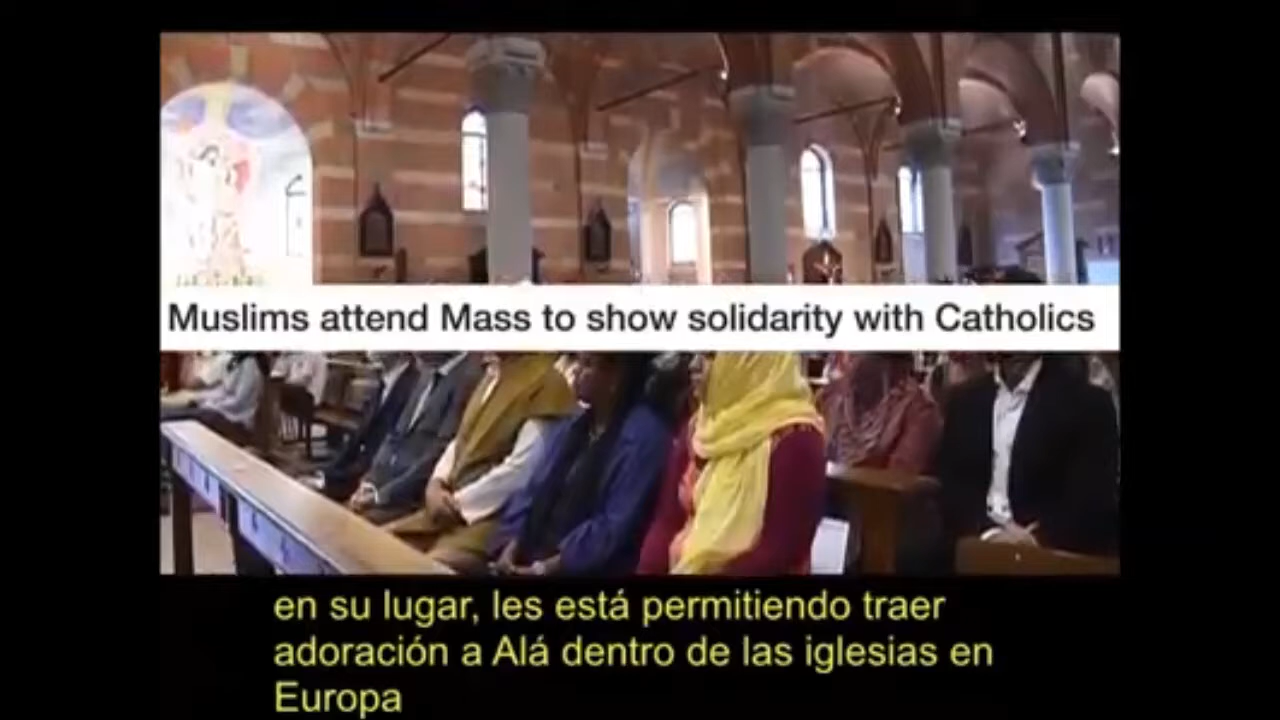 Muslims attend Mass to show solidarity with Catholics
en su lugar, les está permitiendo traer
adoración a Alá dentro de las iglesias en
Europa